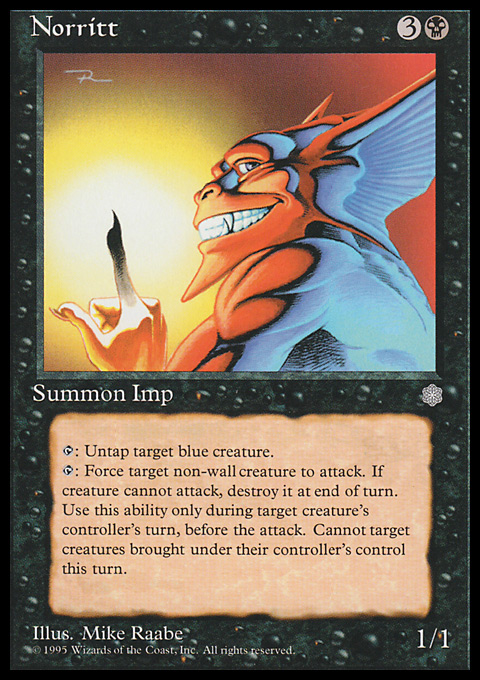 Norritt 3
Summon Imp
: Untap target blue creature.
: Force target non-wall creature to attack. If
creature cannot attack, destroy it at end of turn.
Use this ability only during target creature's
controller's turn, before the attack. Cannot target
creatures brought under their controller's control
this turn.
Illus. Mike Raabe
1/1
© 1995 Wizards of the Coast, Inc. All rights reserved.